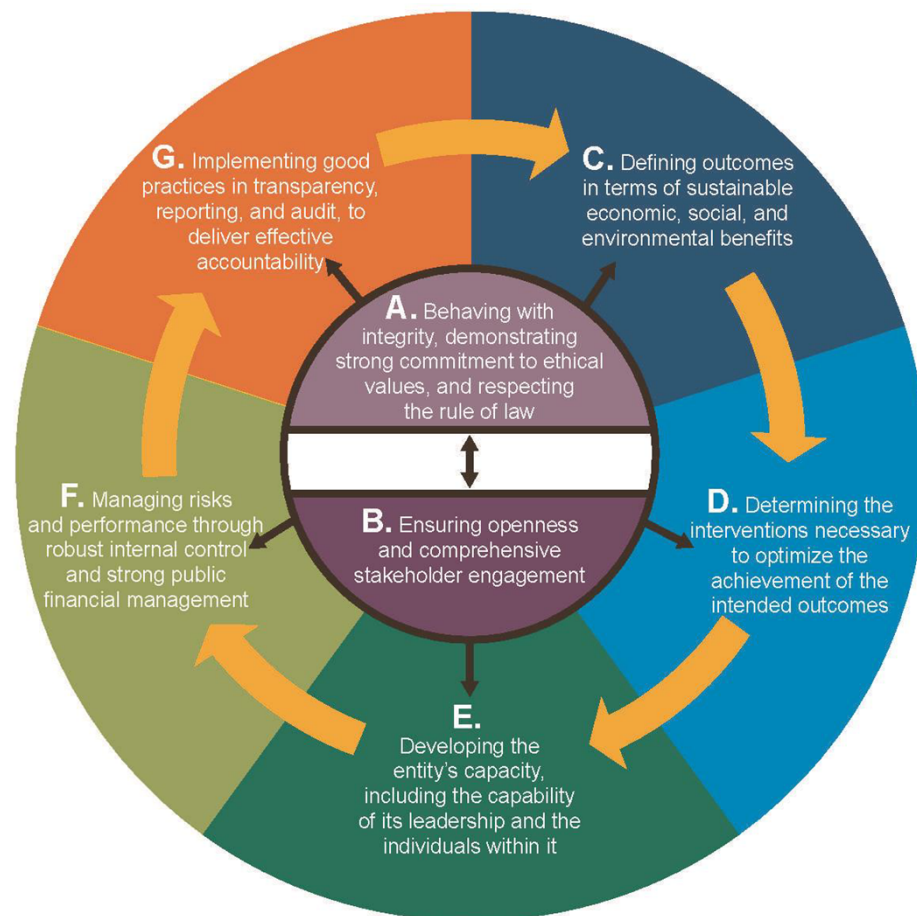 A. Behaving with
integrity, demonstrating
strong commitment to ethical
values, and respecting
the rule of law
B. Ensuring openness
and comprehensive
stakeholder engagement
C. Defining outcomes
in terms of sustainable
economic, social, and
environmental benefits
D. Determining the
interventions necessary
to optimize the
achievement of the
intended outcomes
E.
Developing the
entity's capacity,
including the capability
of its leadership and the
individuals within it
F. Managing risks
and performance through
robust internal control
and strong public
financial management
G. Implementing good
practices in transparency,
reporting, and audit, to
deliver effective
accountability